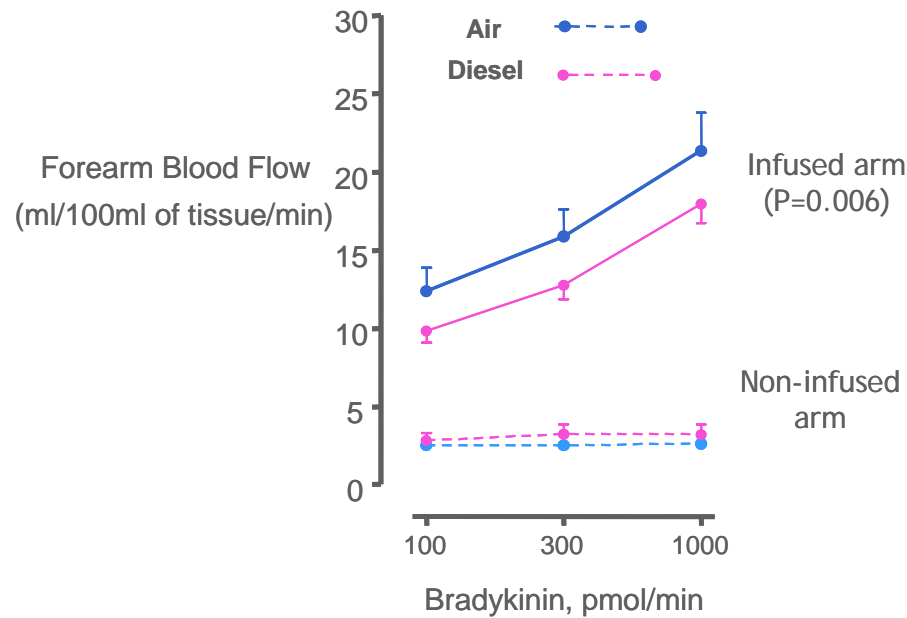 Air
Diesel
30
25
20
15
10
5
0
Forearm Blood Flow
(ml/100ml of tissue/min)
Infused arm
(P=0.006)
Non-infused
arm
100 300 1000
Bradykinin, pmol/min